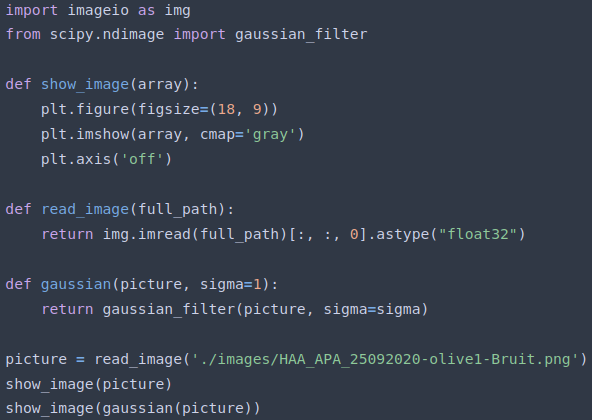 import imageio as img
from scipy.ndimage import gaussian_filter

def show_image(array):
    plt.figure(figsize=(18, 9))
    plt.imshow(array, cmap='gray')
    plt.axis('off')

def read_image(full_path):
    return img.imread(full_path)[:, :, 0].astype("float32")

def gaussian(picture, sigma=1):
    return gaussian_filter(picture, sigma=sigma)

picture = read_image('./images/HAA_APA_25092020-olive1-Bruit.png')
show_image(picture)
show_image(gaussian(picture))